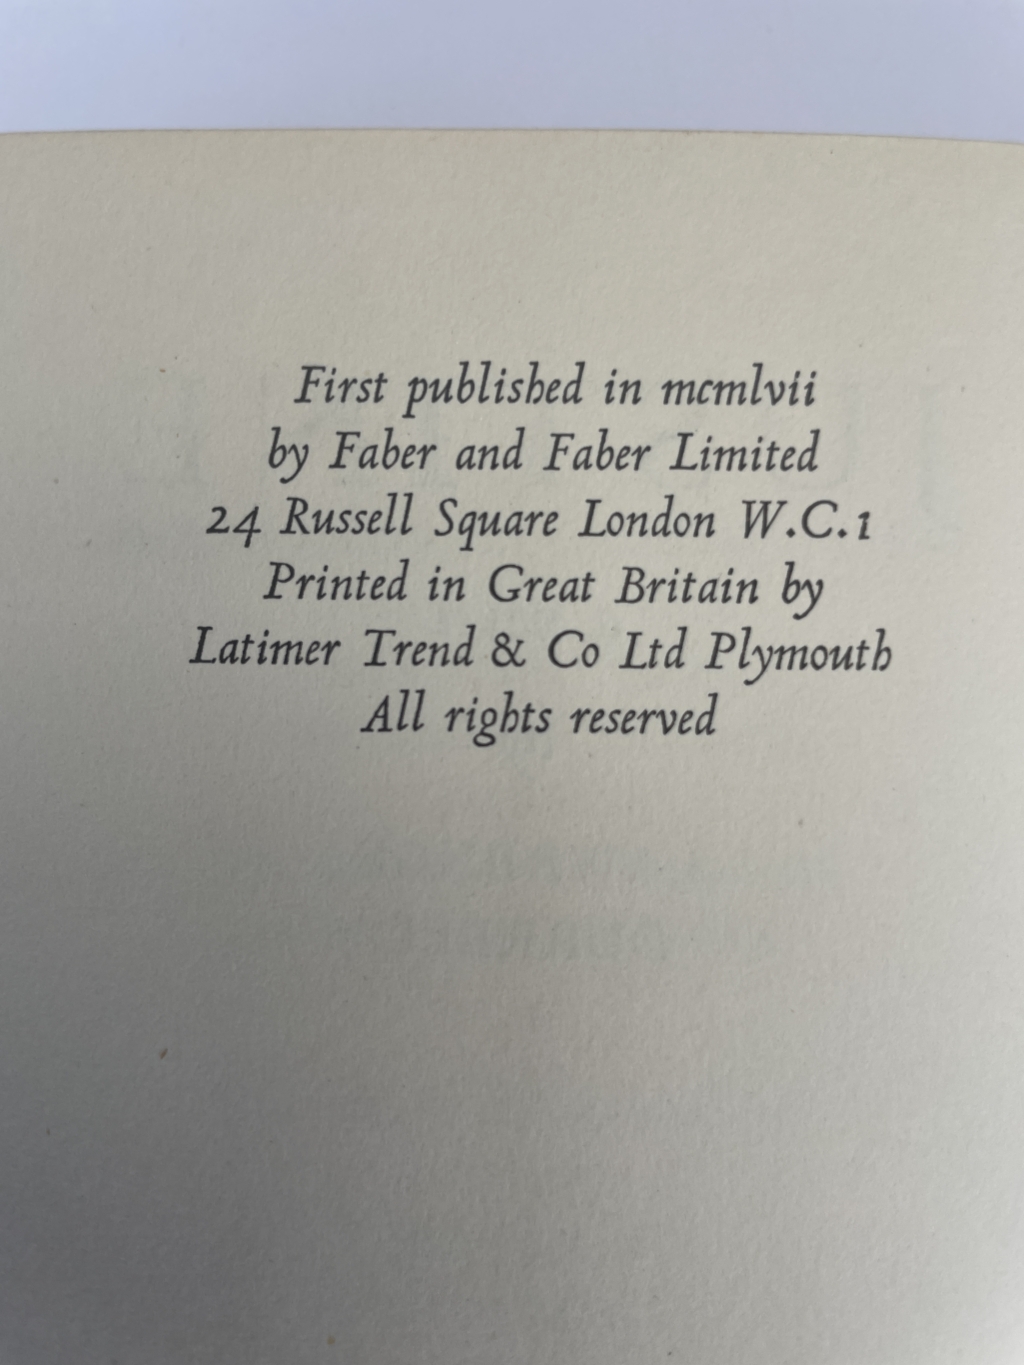 First published in mcmlvii
by Faber and Faber Limited
24 Russell Square London W.C.1
Printed in Great Britain by
Latimer Trend & Co Ltd Plymouth
All rights reserved